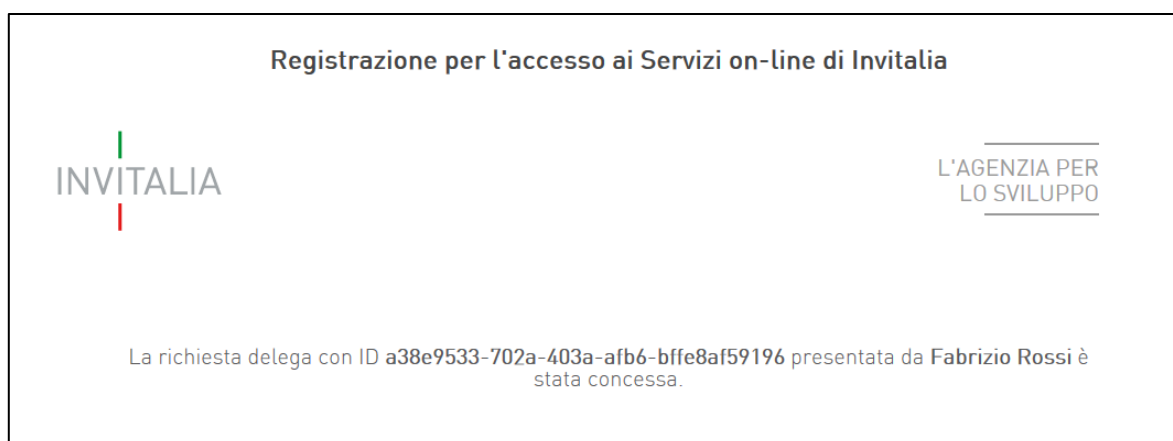 Registrazione per l'accesso ai Servizi on-line di Invitalia
INVITALIA
L'AGENZIA PER
LO SVILUPPO
La richiesta delega con ID a38e9533-702a-403a-afb6-bffe8af59196 presentata da Fabrizio Rossi è
stata concessa.